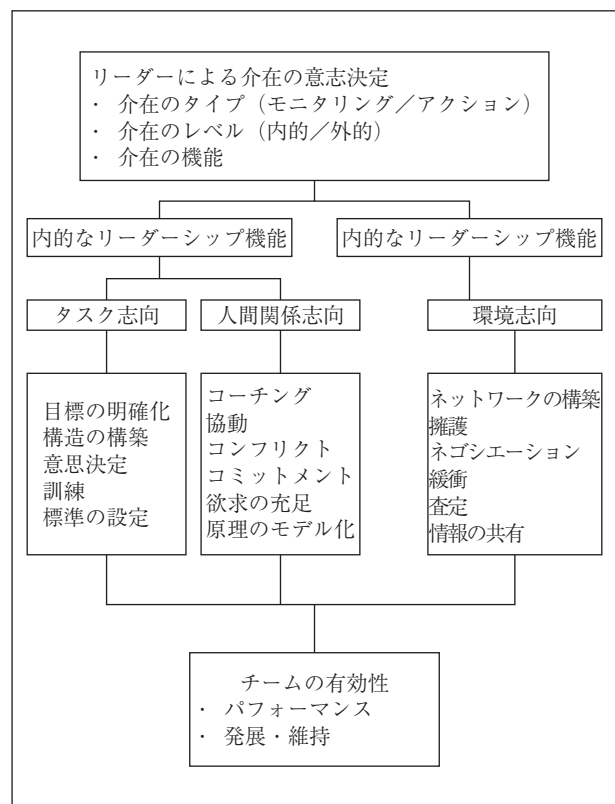 リーダーによる介在の意志決定
・ 介在のタイプ（モニタリング／アクション）
・ 介在のレベル（内的／外的）
・ 介在の機能
内的なリーダーシップ機能
内的なリーダーシップ機能
タスク志向
人間関係志向
環境志向
目標の明確化
構造の構築
意思決定
訓練
標準の設定
コーチング
協動
コンフリクト
コミットメント
欲求の充足
原理のモデル化
ネットワークの構築
擁護
ネゴシエーション
緩衝
査定
情報の共有
チームの有効性
・ パフォーマンス
・ 発展・維持